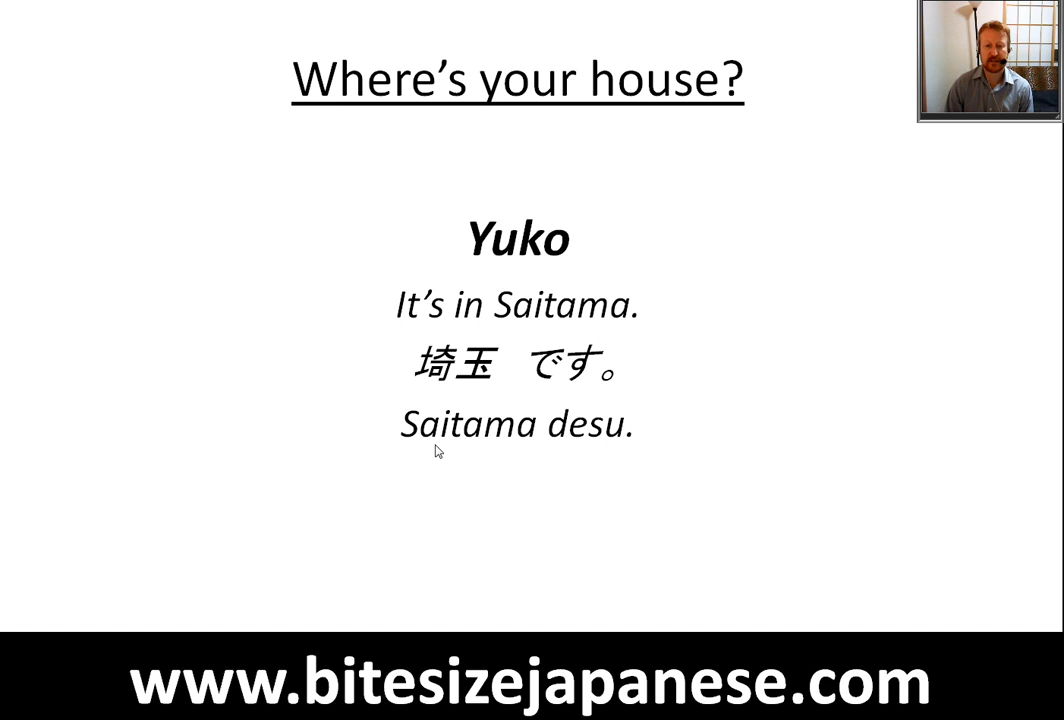 Where’s your house?
Yuko
It’s in Saitama.
埼玉　です。
Saitama desu.
www.bitesizejapanese.com